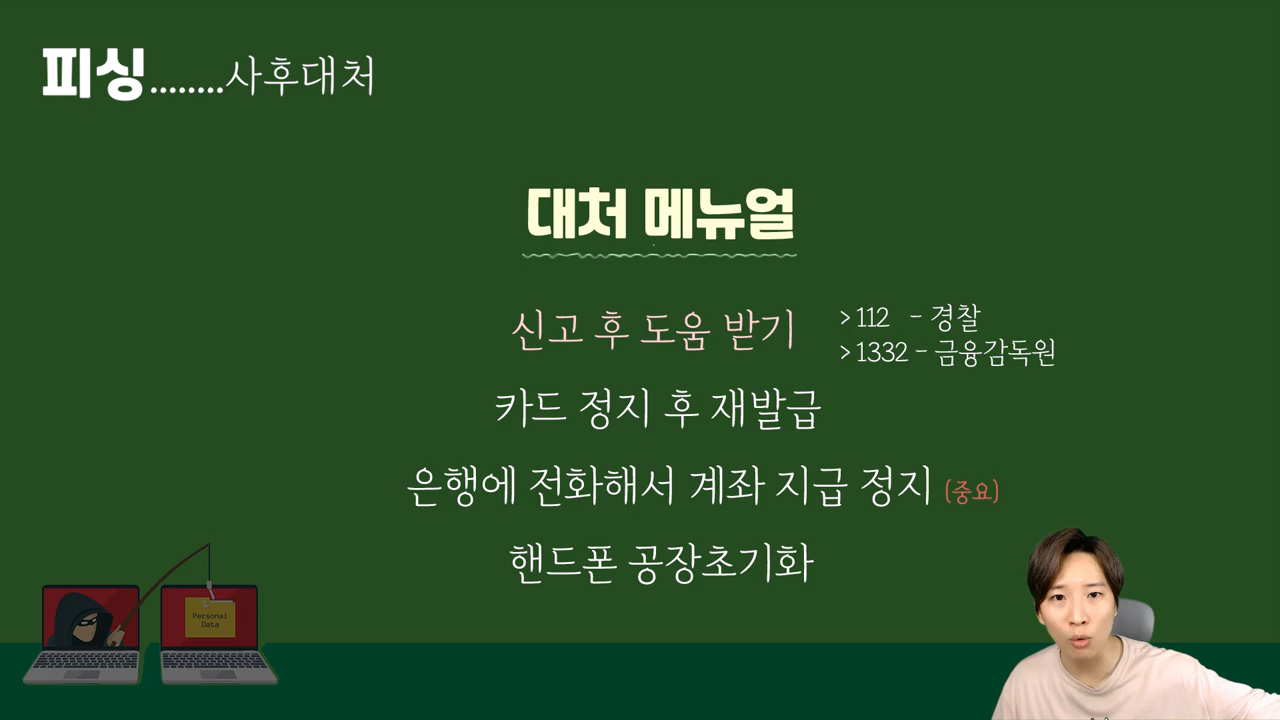 피싱........사후대처
대처 메뉴얼
신고 후 도움 받기
> 112 - 경찰
> 1332 - 금융감독원
카드 정지 후 재발급
은행에 전화해서 계좌 지급 정지 (중요)
핸드폰 공장초기화
Personal
Data